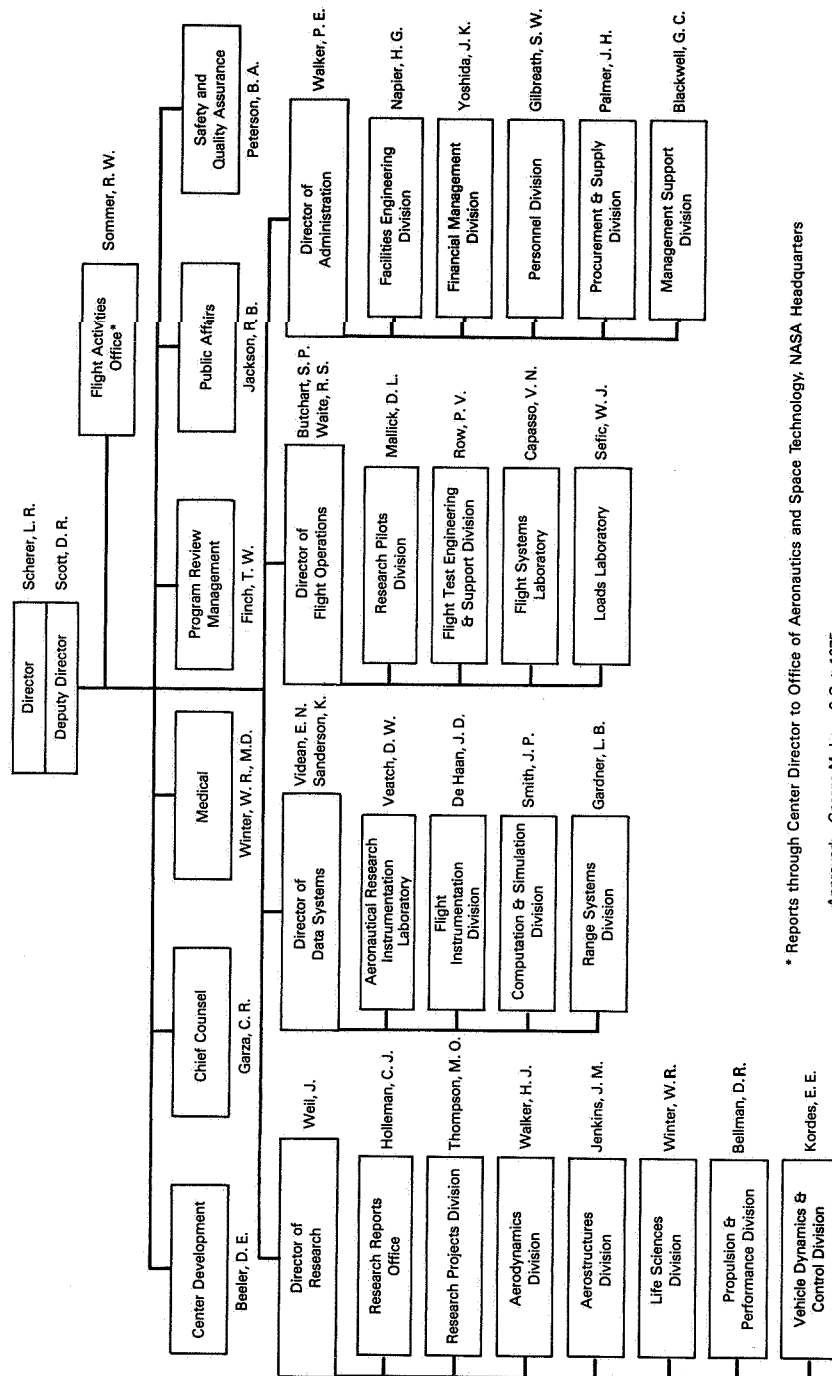 Director
Scherer, L. R.
Deputy Director
Scott, D. R.
Flight Activities
Office*
Sommer, R. W.
Center Development
Beeler, D. E.
Chief Counsel
Garza, C. R.
Medical
Winter, W. R., M.D.
Program Review
Management
Finch, T. W.
Public Affairs
Jackson, R. B.
Safety and
Quality Assurance
Peterson, B. A.
Director of
Research
Weil, J.
Research Reports
Office
Holleman, C. J.
Research Projects Division
Thompson, M. O.
Aerodynamics
Division
Walker, H. J.
Aerostructures
Division
Jenkins, J. M.
Life Sciences
Division
Winter, W. R.
Propulsion &
Performance Division
Bellman, D. R.
Vehicle Dynamics &
Control Division
Kordes, E. E.
Director of
Data Systems
Videan, E. N.
Sanderson, K.
Aeronautical Research
Instrumentation
Laboratory
Veatch, D. W.
Flight
Instrumentation
Division
De Haan, J. D.
Computation & Simulation
Division
Smith, J. P.
Range Systems
Division
Gardner, L. B.
Director of
Flight Operations
Butchart, S. P.
Waite, R. S.
Research Pilots
Division
Mallick, D. L.
Flight Test Engineering
& Support Division
Row, P. V.
Flight Systems
Laboratory
Capasso, V. N.
Loads Laboratory
Sefic, W. J.
Director of
Administration
Walker, P. E.
Facilities Engineering
Division
Napier, H. G.
Financial Management
Division
Yoshida, J. K.
Personnel Division
Gilbreath, S. W.
Procurement & Supply
Division
Palmer, J. H.
Management Support
Division
Blackwell, G. C.
* Reports through Center Director to Office of Aeronautics and Space Technology, NASA Headquarters